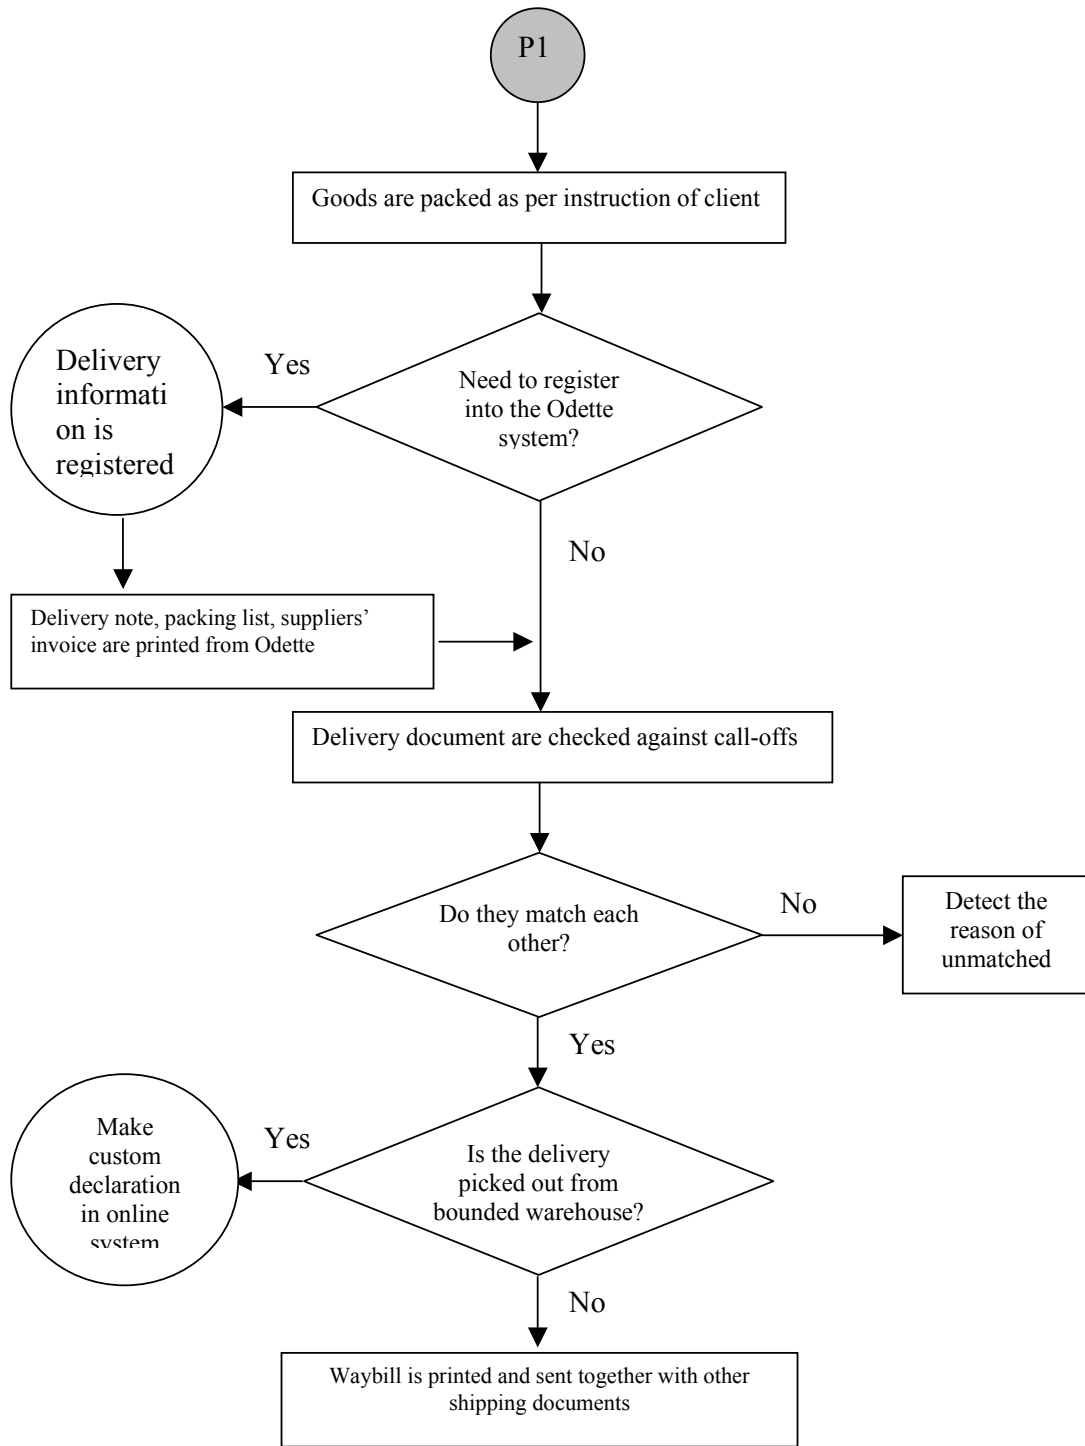 P1
Goods are packed as per instruction of client
Delivery
informati
on is
registered
Yes
Need to register
into the Odette
system?
No
Delivery note, packing list, suppliers’
invoice are printed from Odette
Delivery document are checked against call-offs
Do they match each
other?
No
Detect the
reason of
unmatched
Yes
Make
custom
declaration
in online
system
Yes
Is the delivery
picked out from
bounded warehouse?
No
Waybill is printed and sent together with other
shipping documents